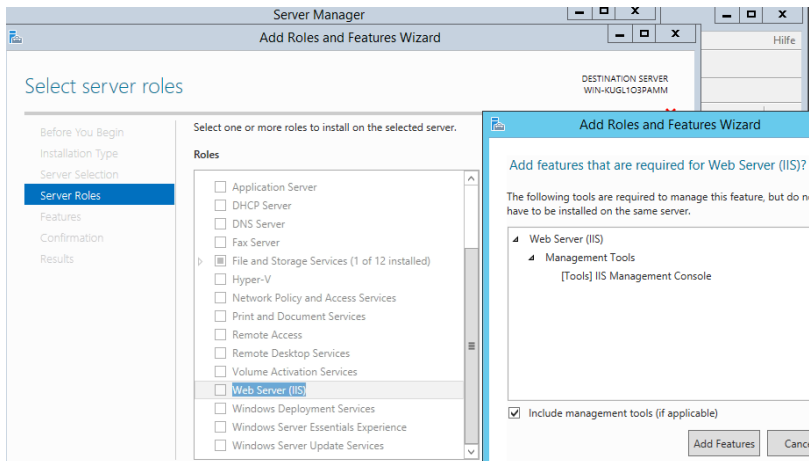 Server Manager
Add Roles and Features Wizard
Hilfe
Select server roles
DESTINATION SERVER
WIN-KUGL1O3PAMM
Before You Begin
Installation Type
Server Selection
Server Roles
Features
Confirmation
Results
Select one or more roles to install on the selected server.
Roles
Application Server
DHCP Server
DNS Server
Fax Server
File and Storage Services (1 of 12 installed)
Hyper-V
Network Policy and Access Services
Print and Document Services
Remote Access
Remote Desktop Services
Volume Activation Services
Web Server (IIS)
Windows Deployment Services
Windows Server Essentials Experience
Windows Server Update Services
Add Roles and Features Wizard
Add features that are required for Web Server (IIS)?
The following tools are required to manage this feature, but do
have to be installed on the same server.
Web Server (IIS)
Management Tools
[Tools] IIS Management Console
Include management tools (if applicable)
Add Features